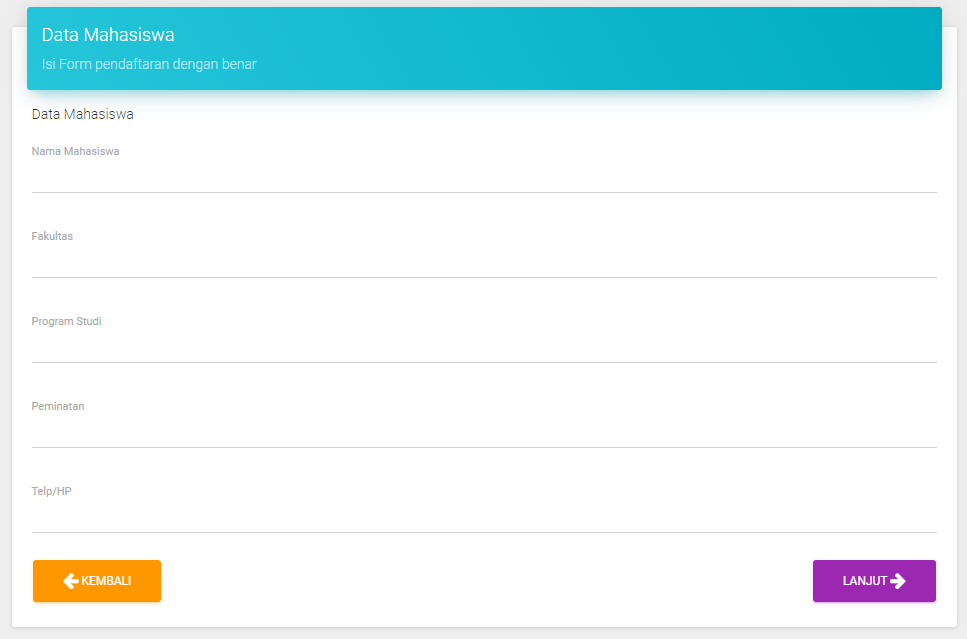 Data Mahasiswa
Isi Form pendaftaran dengan benar
Data Mahasiswa
Nama Mahasiswa
Fakultas
Program Studi
Peminatan
Telp/HP
KEMBALI
LANJUT